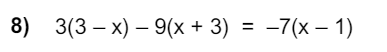 8) 3(3 – x) – 9(x + 3) = –7(x – 1)